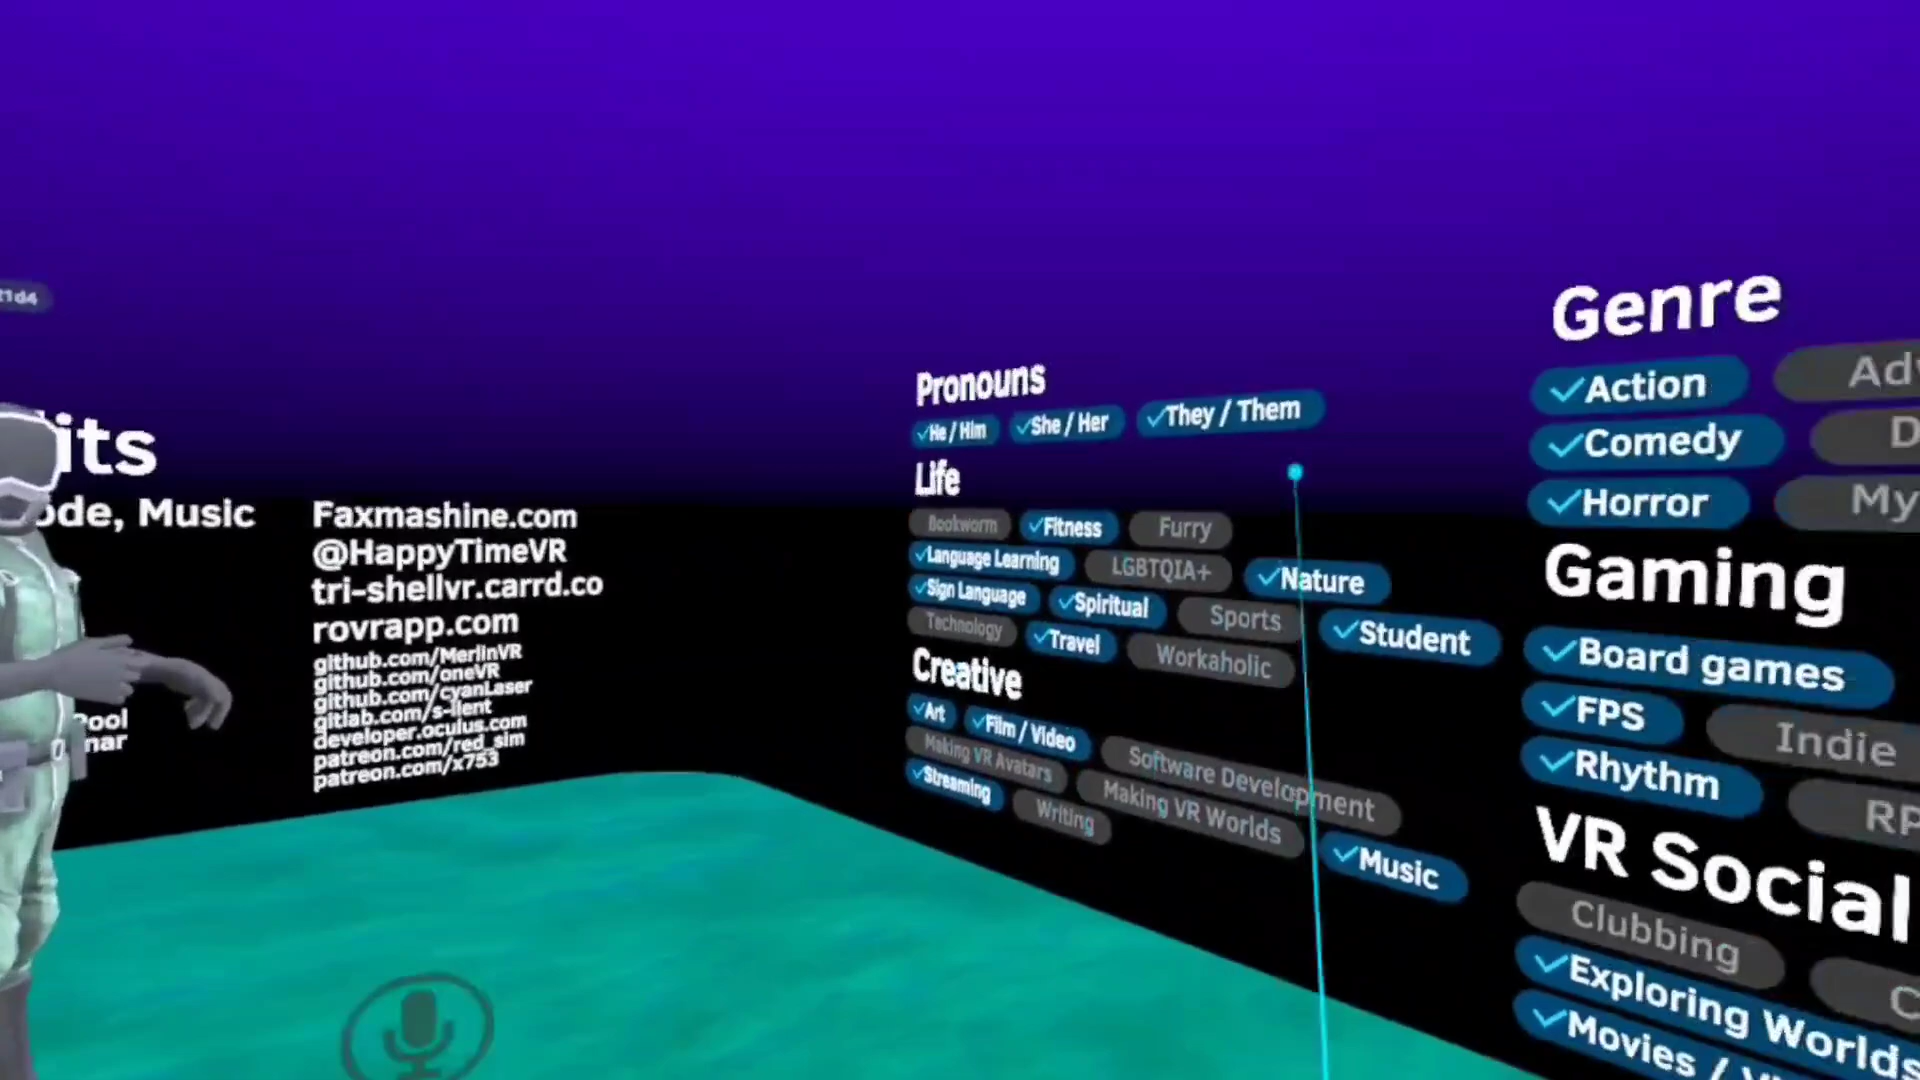 its
Music
Pool
Faxmashine.com
@HappyTimeVR
tri-shellvr.carrd.co
rovrapp.com
github.com/MerlinVR
github.com/oneVR
github.com/cyanLaser
gitlab.com/s-ilent
developer.oculus.com
patreon.com/red_sim
patreon.com/x753
Pronouns
He / Him She / Her They / Them
Life
Bookworm Fitness Furry
Language Learning LGBTQIA+ Nature
Sign Language Spiritual Sports Student
Technology Travel Workaholic
Creative
Art Film / Video Software Development
Making VR Avatars Making VR Worlds Music
Streaming Writing
Genre
Action
Comedy
Horror
Gaming
Board games
FPS Indie
Rhythm
VR Social
Clubbing
Exploring Worlds
Movies /